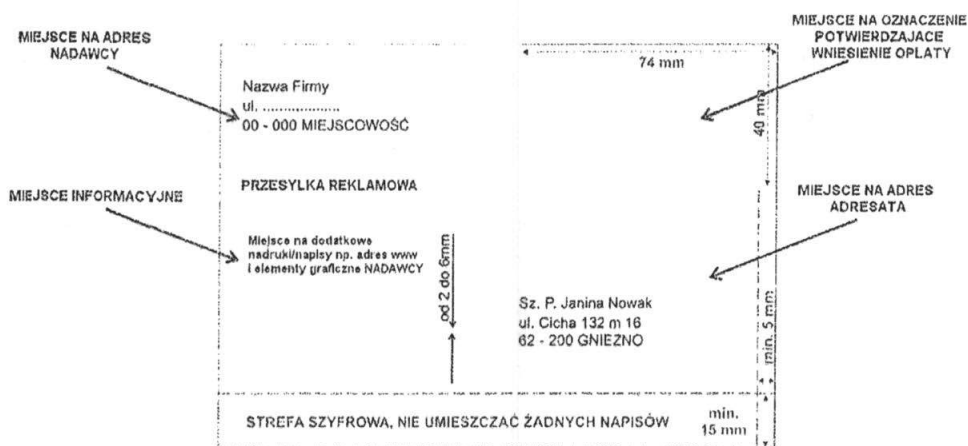 MIEJSCE NA ADRES
NADAWCY
MIEJSCE NA OZNACZENIE
POTWIERDZAJACE
WNIESIENIE OPLATY
74 mm
40 mm
Nazwa Firmy
ul. ...................
00 - 000 MIEJSCOWOŚĆ
PRZESYLKA REKLAMOWA
MIEJSCE INFORMACYJNE
MIEJSCE NA ADRES
ADRESATA
Miejsce na dodatkowe
nadruki/napisy np. adres www
i elementy graficzne NADAWCY
od 2 do 6mm
Sz. P. Janina Nowak
ul. Cicha 132 m 16
62 - 200 GNIEZNO
min. 5 mm
STREFA SZYFROWA, NIE UMIESZCZAĆ ŻADNYCH NAPISÓW
min.
15 mm